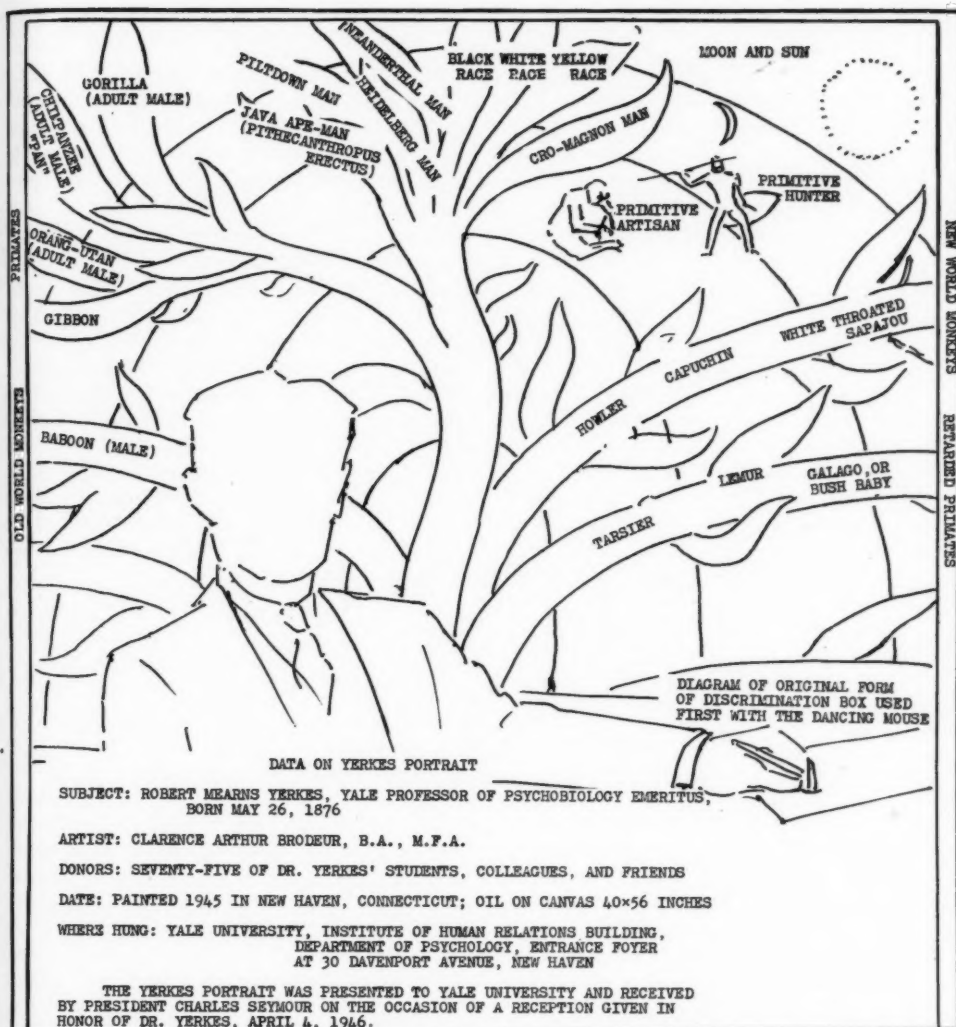 MOON AND SUN
BLACK WHITE YELLOW
RACE RACE RACE
NEANDERTHAL MAN
HEIDELBERG MAN
PILTDOWN MAN
JAVA APE-MAN
(PITHECANTHROPUS
ERECTUS)
GORILLA
(ADULT MALE)
CHIMPANZEE
(ADULT MALE)
"PAN"
CRO-MAGNON MAN
PRIMITIVE
ARTISAN
PRIMITIVE
HUNTER
ORANG-UTAN
(ADULT MALE)
GIBBON
PRIMATES
OLD WORLD MONKEYS
BABOON (MALE)
WHITE THROATED
SAPAJOU
CAPUCHIN
HOWLER
NEW WORLD MONKEYS
RETARDED PRIMATES
GALAGO, OR
BUSH BABY
LEMUR
TARSIER
DIAGRAM OF ORIGINAL FORM
OF DISCRIMINATION BOX USED
FIRST WITH THE DANCING MOUSE
DATA ON YERKES PORTRAIT
SUBJECT: ROBERT MEARNS YERKES, YALE PROFESSOR OF PSYCHOBIOLOGY EMERITUS,
BORN MAY 26, 1876
ARTIST: CLARENCE ARTHUR BRODEUR, B.A., M.F.A.
DONORS: SEVENTY-FIVE OF DR. YERKES' STUDENTS, COLLEAGUES, AND FRIENDS
DATE: PAINTED 1945 IN NEW HAVEN, CONNECTICUT; OIL ON CANVAS 40×56 INCHES
WHERE HUNG: YALE UNIVERSITY, INSTITUTE OF HUMAN RELATIONS BUILDING,
DEPARTMENT OF PSYCHOLOGY, ENTRANCE FOYER
AT 30 DAVENPORT AVENUE, NEW HAVEN
THE YERKES PORTRAIT WAS PRESENTED TO YALE UNIVERSITY AND RECEIVED
BY PRESIDENT CHARLES SEYMOUR ON THE OCCASION OF A RECEPTION GIVEN IN
HONOR OF DR. YERKES, APRIL 4, 1946.